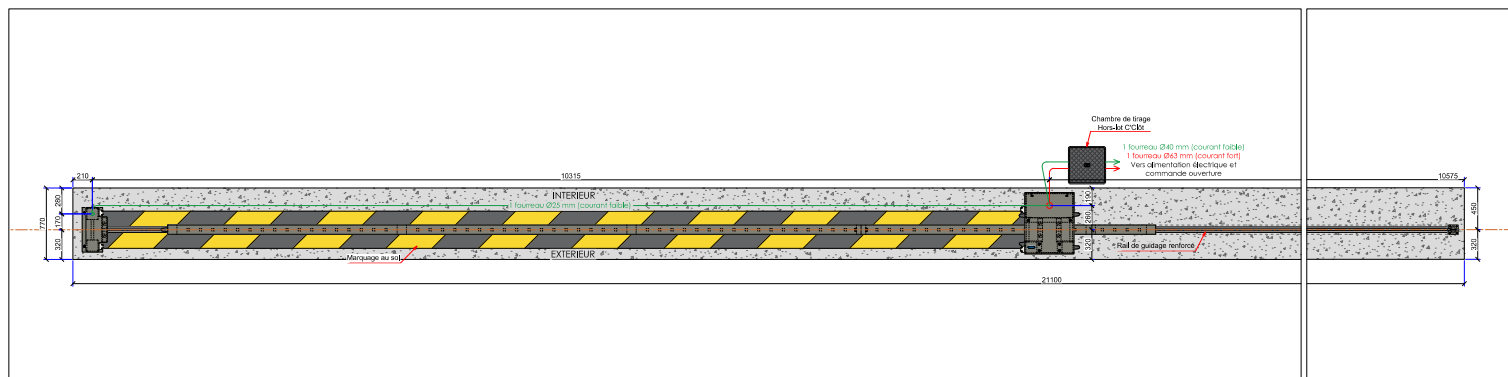 Chambre de tirage
Hors-lot C'Clôt
1 fourreau Ø40 mm (courant faible)
1 fourreau Ø63 mm (courant fort)
Vers alimentation électrique et
commande ouverture
210
10315
10575
INTERIEUR
1 fourreau Ø25 mm (courant faible)
770
280
170
320
190
260
320
450
320
Marquage au sol
EXTERIEUR
Rail de guidage renforcé
21100